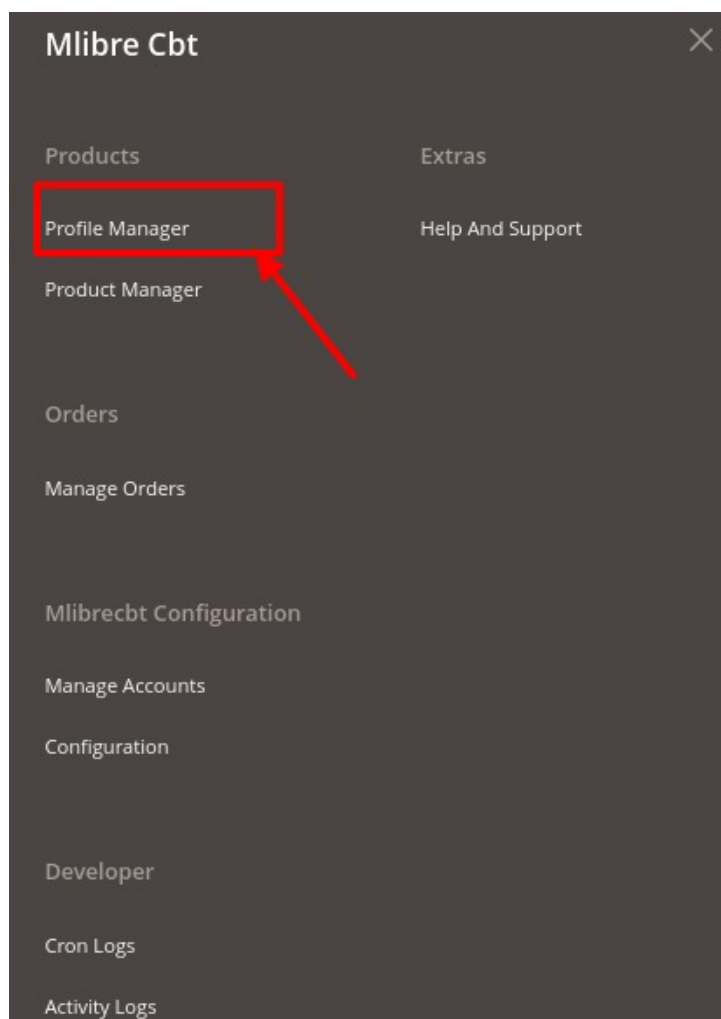 Mlibre Cbt
Products
Profile Manager
Product Manager
Extras
Help And Support
Orders
Manage Orders
Mlibrecbt Configuration
Manage Accounts
Configuration
Developer
Cron Logs
Activity Logs